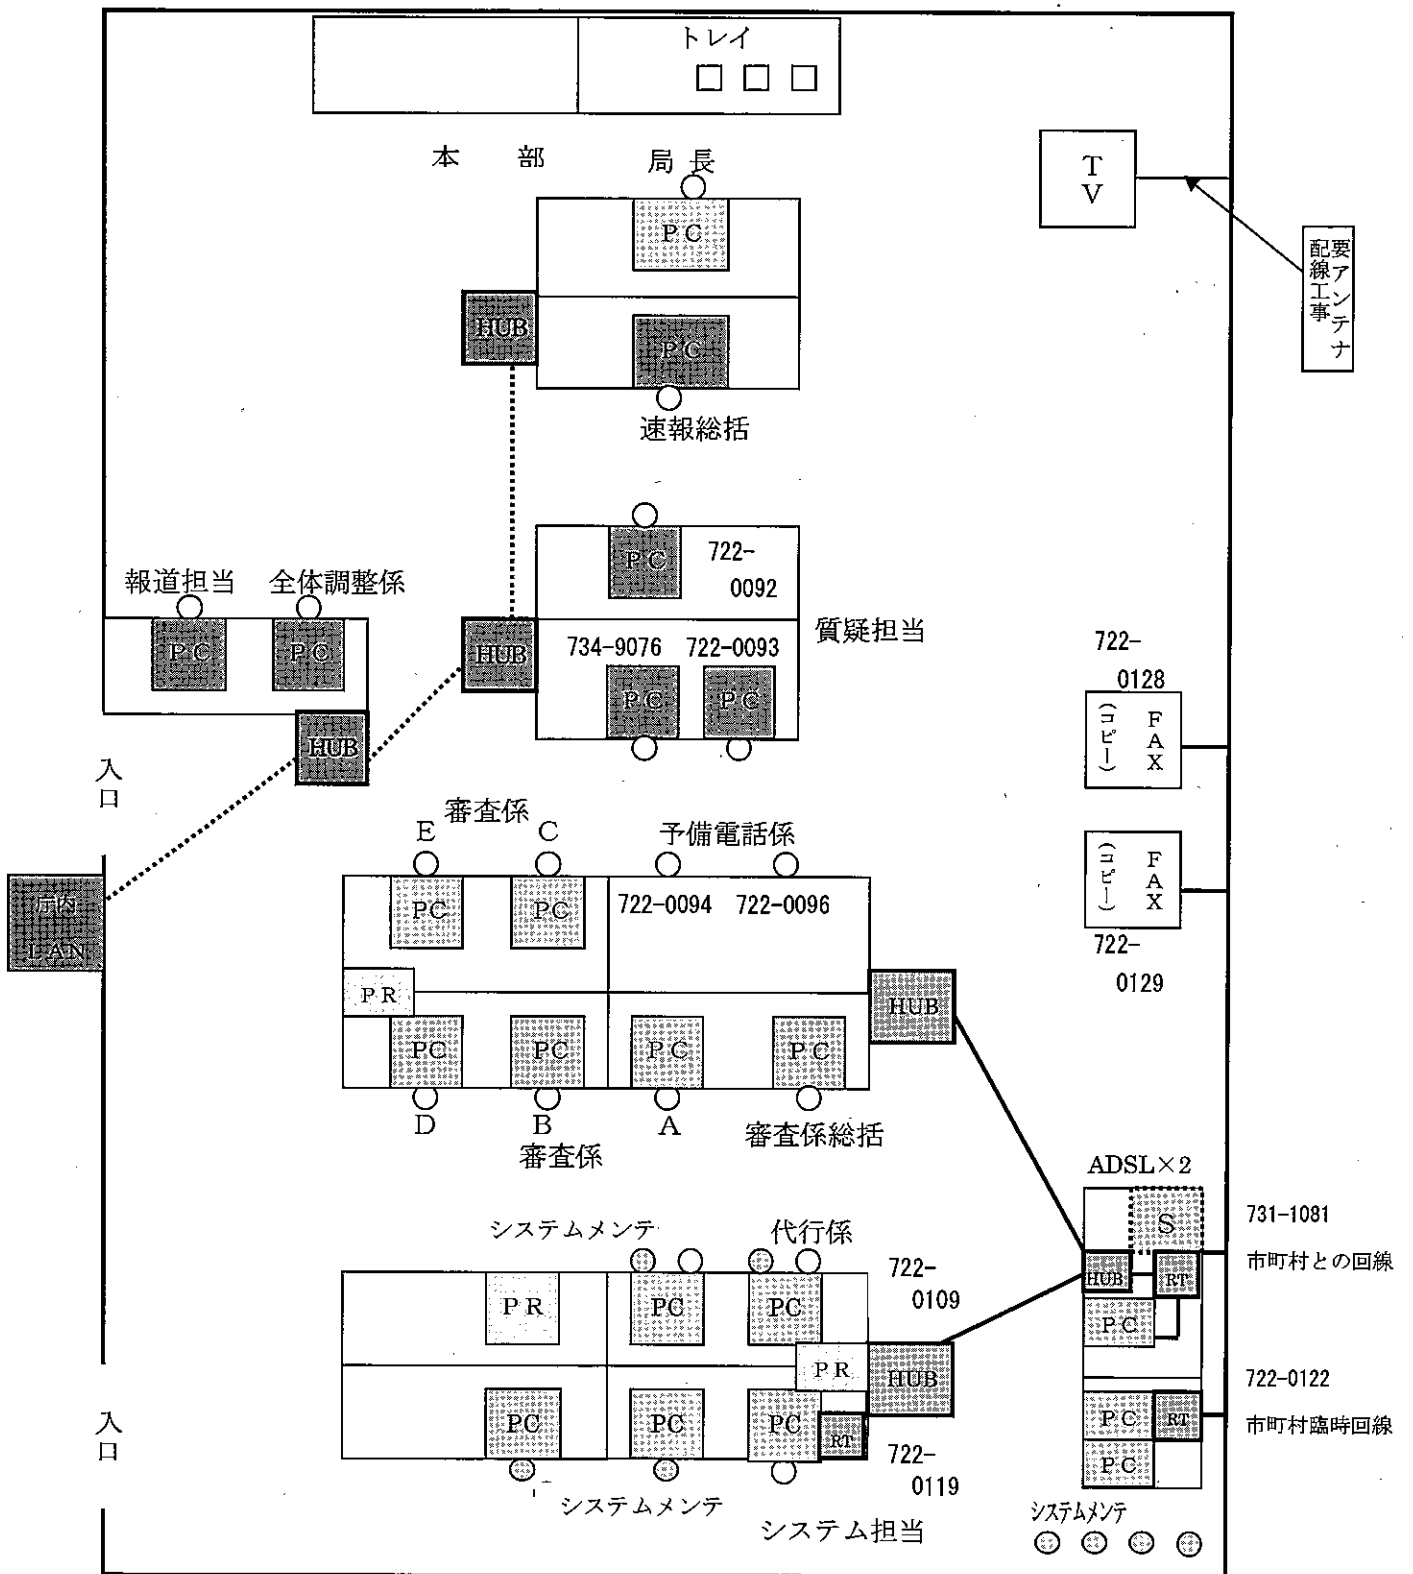 トレイ
本　部
局 長
TV
PC
要アンテナ
配線工事
HUB
PC
速報総括
PC
722-
0092
報道担当
全体調整係
PC
PC
HUB
734-9076
722-0093
質疑担当
PC
PC
722-
0128
FAX
(コピー)
HUB
入口
審査係
E
C
予備電話係
FAX
(コピー)
722-
0129
庁内
LAN
PC
PC
722-0094
722-0096
PR
HUB
PC
PC
PC
PC
D
B
A
審査係総括
審査係
ADSL×2
S
731-1081
市町村との回線
HUB
RT
PC
システムメンテ
代行係
722-
0109
PR
PC
PC
PR
HUB
722-0122
市町村臨時回線
PC
RT
PC
入口
PC
PC
PC
RT
722-
0119
システムメンテ
システム担当
システムメンテ